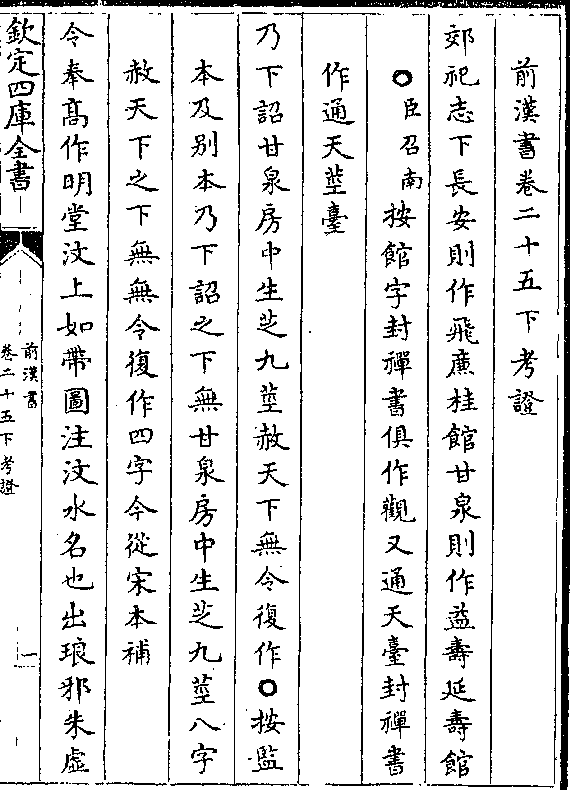 前漢書卷二十五下考證
郊祀志下長安則作飛廉桂館甘泉則作益壽延壽館
○臣召南按館字封禪書俱作觀又通天臺封禪書
作通天莖臺
乃下詔甘泉房中生芝九莖赦天下無令復作○按監
本及别本乃下詔之下無甘泉房中生芝九莖八字
赦天下之下無無令復作四字今從宋本補
令奉高作明堂汶上如帶圖注汶水名也出琅邪朱虛
欽定四庫全書
前漢書
卷二十五下考證
一